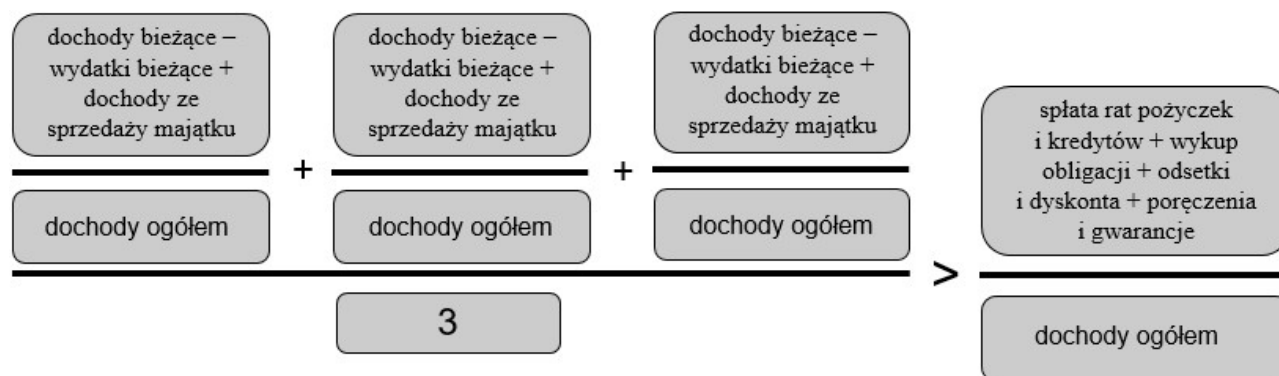 dochody bieżące –
wydatki bieżące +
dochody ze
sprzedaży majątku
dochody ogółem
+
dochody bieżące –
wydatki bieżące +
dochody ze
sprzedaży majątku
dochody ogółem
+
dochody bieżące –
wydatki bieżące +
dochody ze
sprzedaży majątku
dochody ogółem
3
>
spłata rat pożyczek
i kredytów + wykup
obligacji + odsetki
i dyskonta + poręczenia
i gwarancje
dochody ogółem